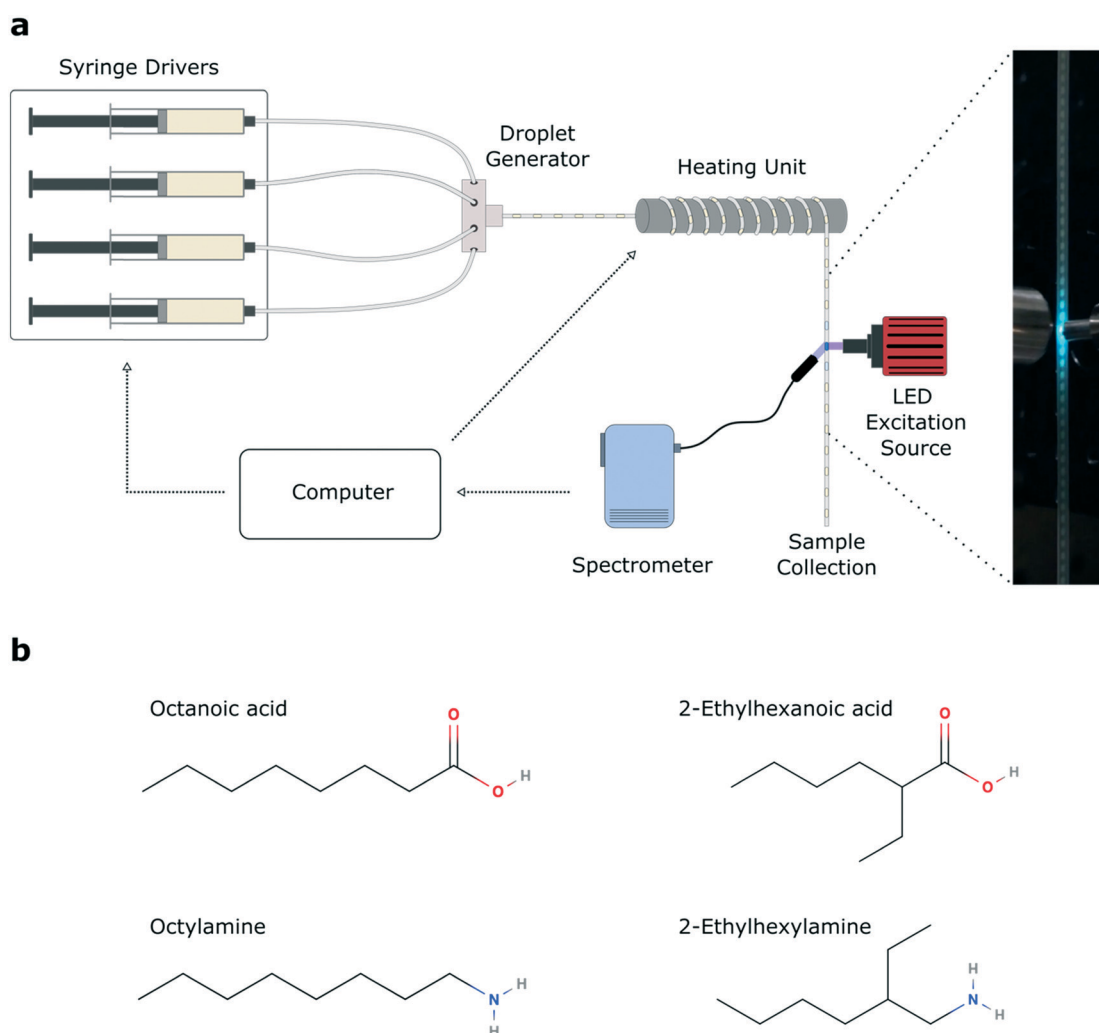 a
Syringe Drivers
Droplet
Generator
Heating Unit
LED
Excitation
Source
Computer
Spectrometer
Sample
Collection
b
Octanoic acid
O
O
H
2-Ethylhexanoic acid
O
O
H
Octylamine
N
H
H
2-Ethylhexylamine
H
N
H